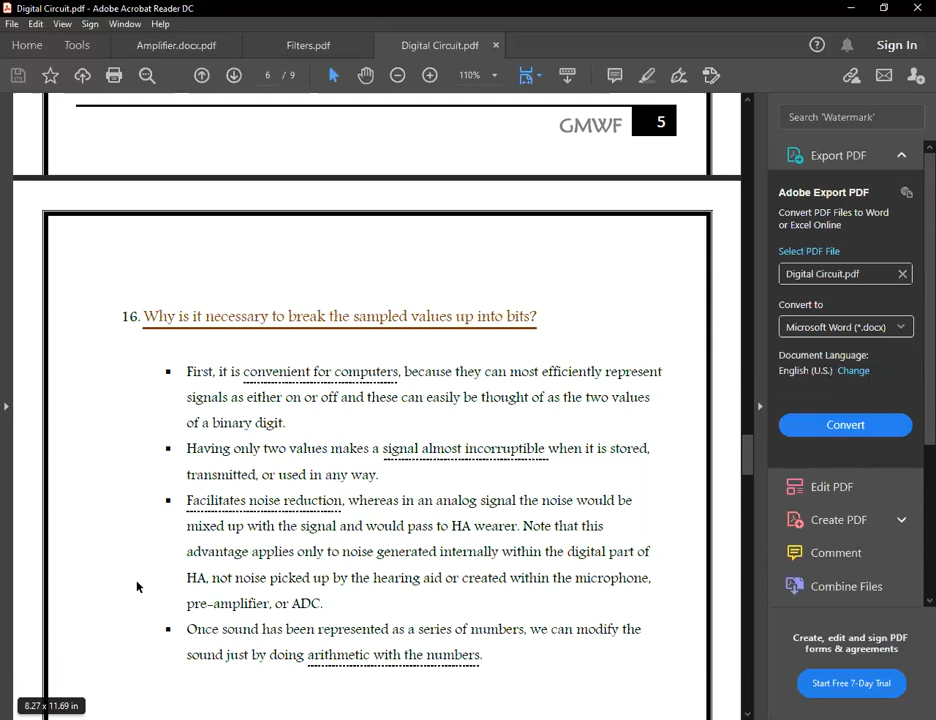 Digital Circuit.pdf - Adobe Acrobat Reader DC
File Edit View Sign Window Help
Home Tools Amplifier.docx.pdf Filters.pdf Digital Circuit.pdf × Sign In
6 / 9 110%
GMWF 5
Search 'Watermark'
Export PDF
Adobe Export PDF
Convert PDF Files to Word
or Excel Online
Select PDF File
Digital Circuit.pdf
Convert to
Microsoft Word (*.docx)
Document Language:
English (U.S.) Change
Convert
Edit PDF
Create PDF
Comment
Combine Files
Create, edit and sign PDF
forms & agreements
Start Free 7-Day Trial
16. Why is it necessary to break the sampled values up into bits?
▪ First, it is convenient for computers, because they can most efficiently represent
signals as either on or off and these can easily be thought of as the two values
of a binary digit.
▪ Having only two values makes a signal almost incorruptible when it is stored,
transmitted, or used in any way.
▪ Facilitates noise reduction, whereas in an analog signal the noise would be
mixed up with the signal and would pass to HA wearer. Note that this
advantage applies only to noise generated internally within the digital part of
HA, not noise picked up by the hearing aid or created within the microphone,
pre-amplifier, or ADC.
▪ Once sound has been represented as a series of numbers, we can modify the
sound just by doing arithmetic with the numbers.
8.27 x 11.69 in